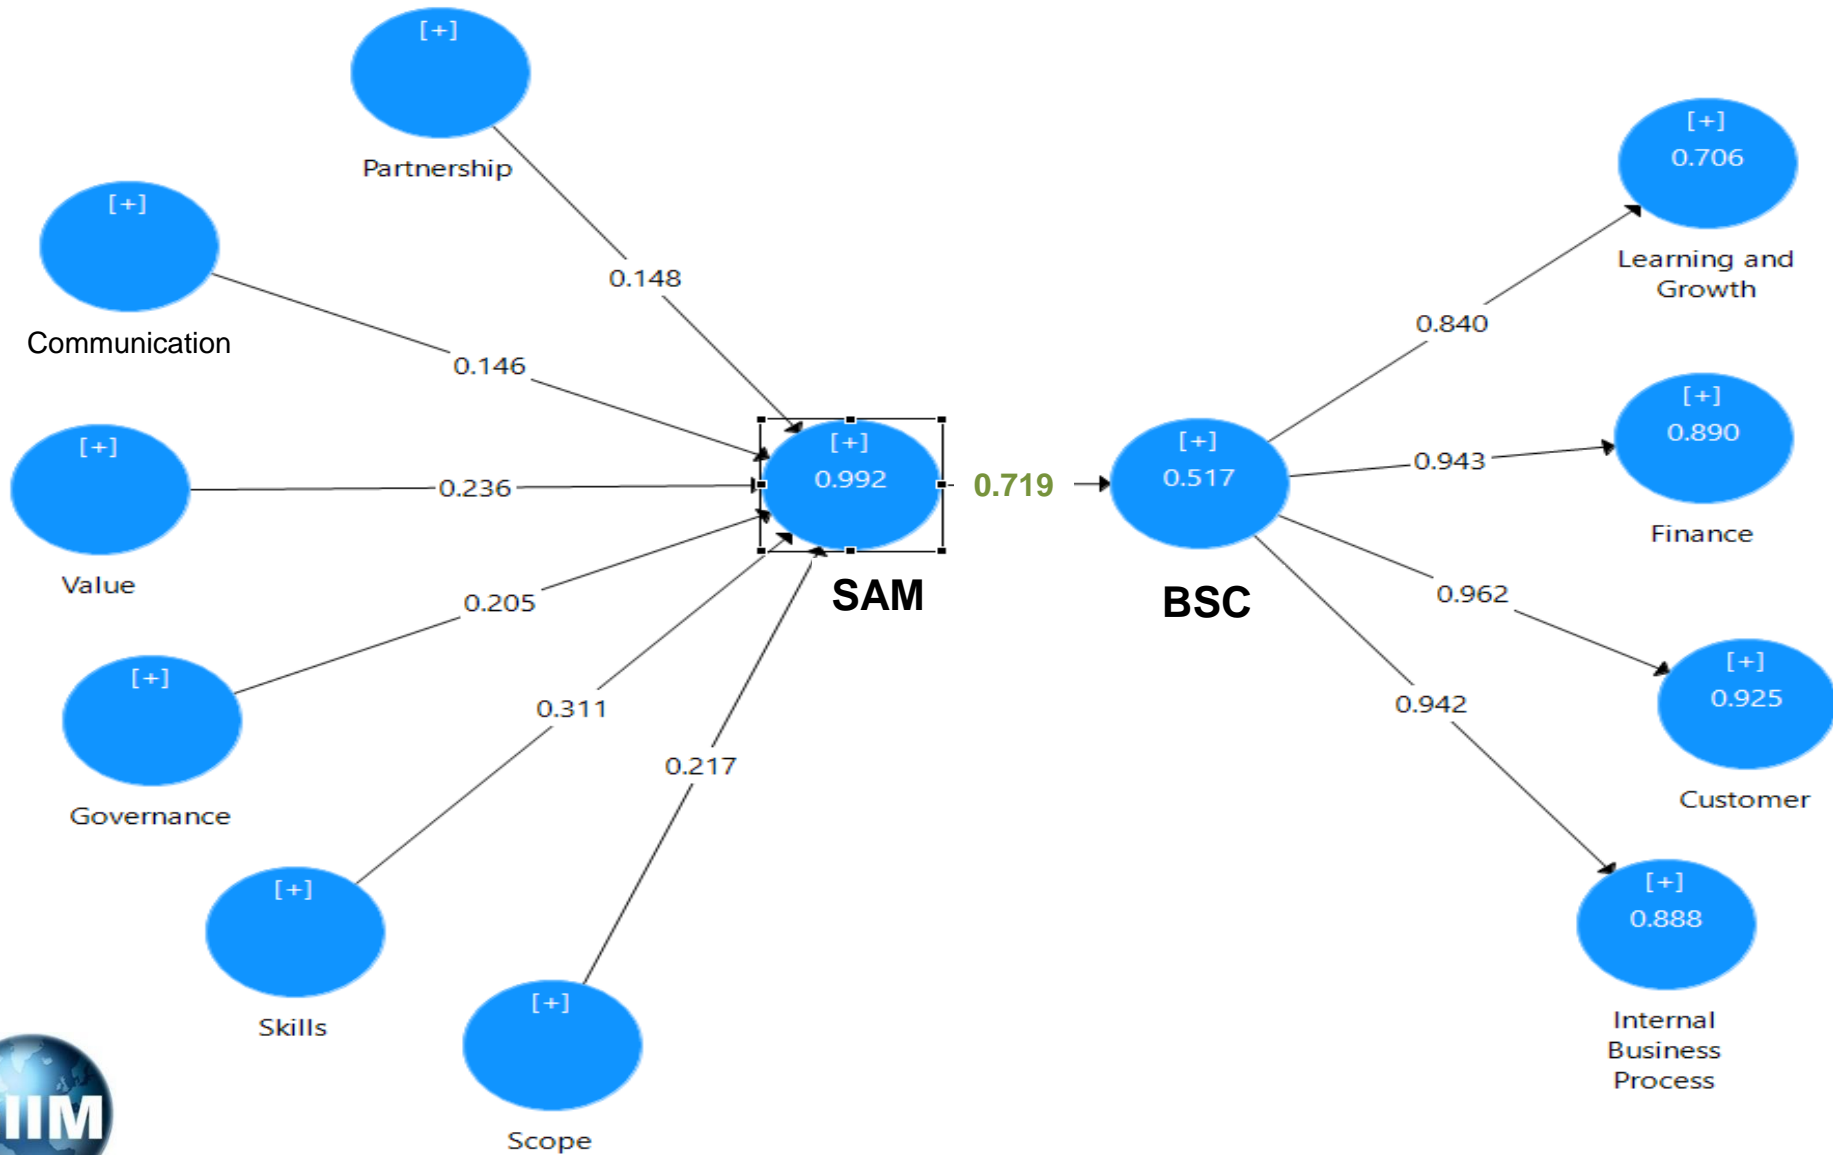 [+]
Partnership
[+]
Communication
[+]
Value
[+]
Governance
[+]
Skills
[+]
Scope
0.148
0.146
0.236
0.205
0.311
0.217
[+]
0.992
SAM
0.719
[+]
0.517
BSC
0.840
0.943
0.962
0.942
[+]
0.706
Learning and
Growth
[+]
0.890
Finance
[+]
0.925
Customer
[+]
0.888
Internal
Business
Process
IIM